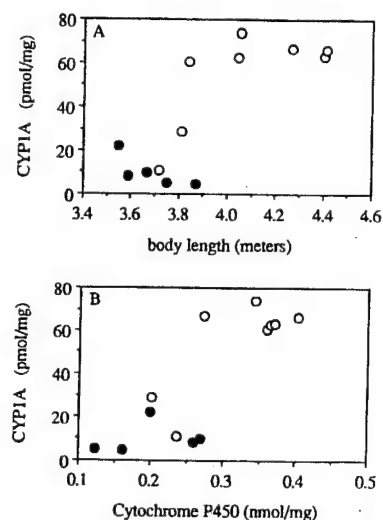 A
80
60
40
20
0
CYP1A (pmol/mg)
3.4 3.6 3.8 4.0 4.2 4.4 4.6
body length (meters)
B
80
60
40
20
0
CYP1A (pmol/mg)
0.1 0.2 0.3 0.4 0.5
Cytochrome P450 (nmol/mg)